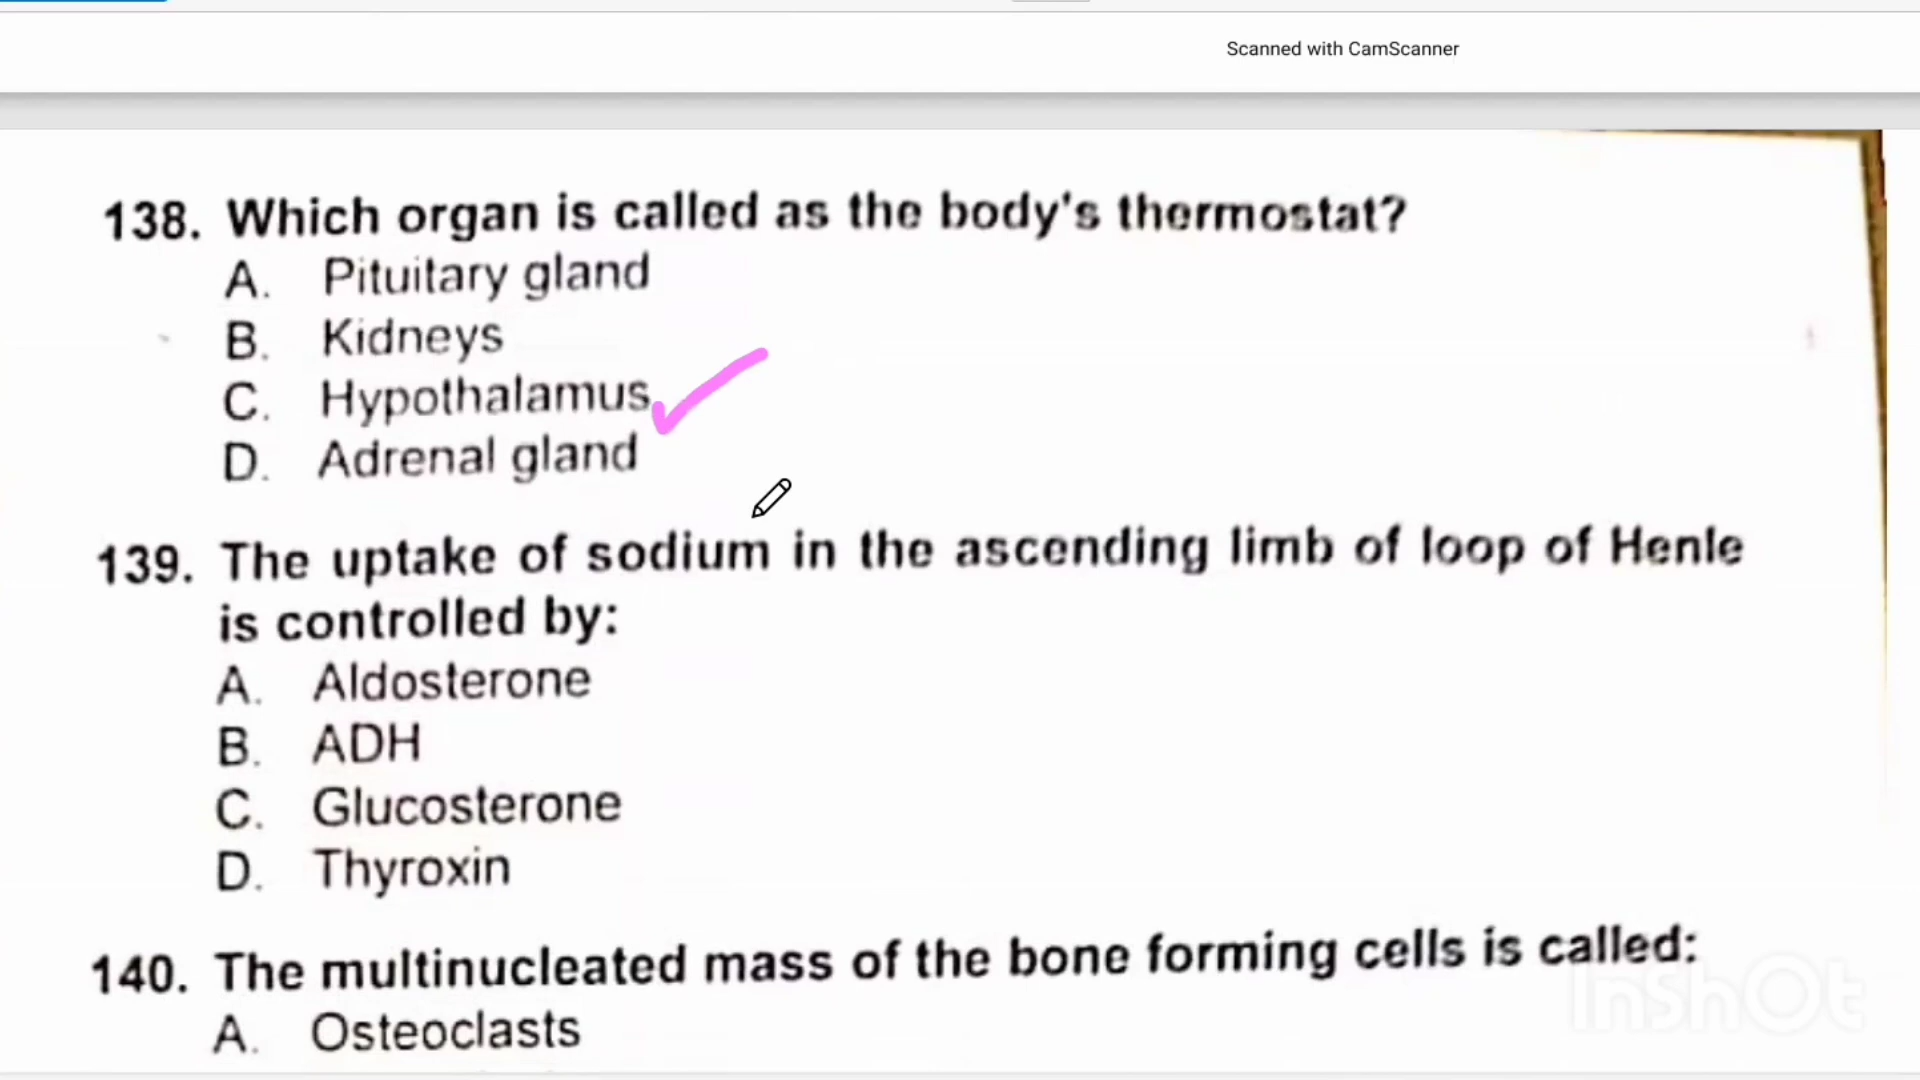 Scanned with CamScanner
138. Which organ is called as the body's thermostat?
A. Pituitary gland
B. Kidneys
C. Hypothalamus
D. Adrenal gland
139. The uptake of sodium in the ascending limb of loop of Henle
is controlled by:
A. Aldosterone
B. ADH
C. Glucosterone
D. Thyroxin
140. The multinucleated mass of the bone forming cells is called:
A. Osteoclasts
InShOt